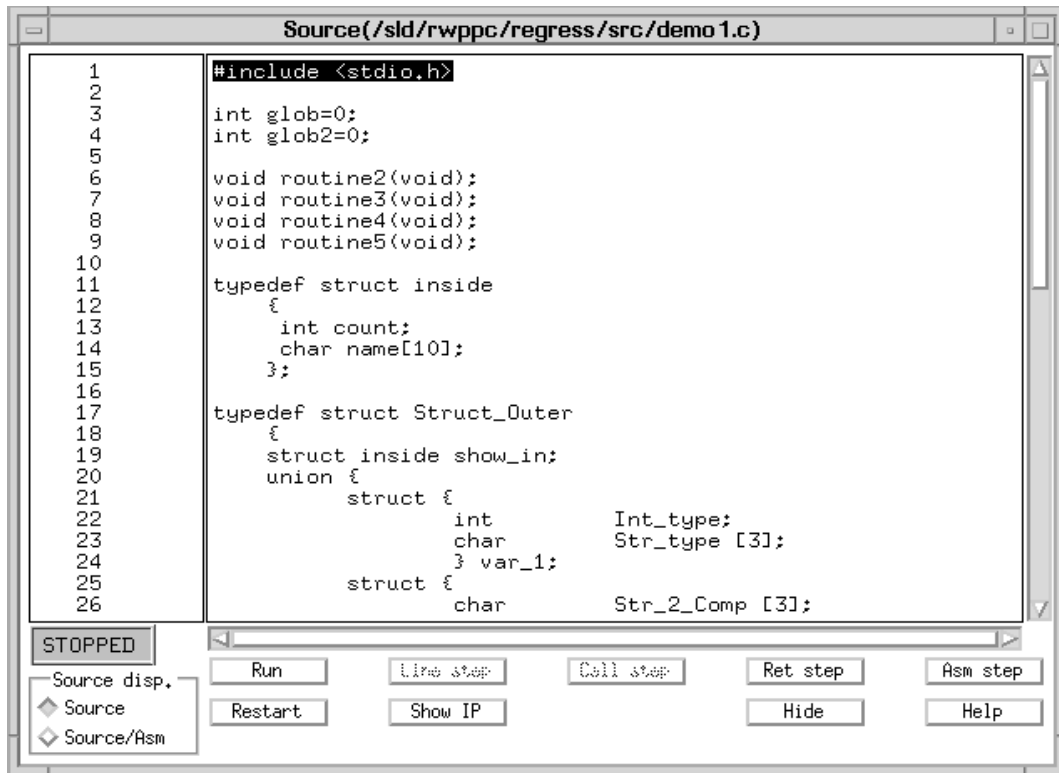 Source(/sld/rwppc/regress/src/demo1.c)
1 #include <stdio.h>
2
3 int glob=0;
4 int glob2=0;
5
6 void routine2(void);
7 void routine3(void);
8 void routine4(void);
9 void routine5(void);
10
11 typedef struct inside
12 {
13 int count;
14 char name[10];
15 };
16
17 typedef struct Struct_Outer
18 {
19 struct inside show_in;
20 union {
21 struct {
22 int Int_type;
23 char Str_type [3];
24 } var_1;
25 struct {
26 char Str_2_Comp [3];
STOPPED
Run Line step Call step Ret step Asm step
Source disp.
Source
Restart Show IP Hide Help
Source/Asm